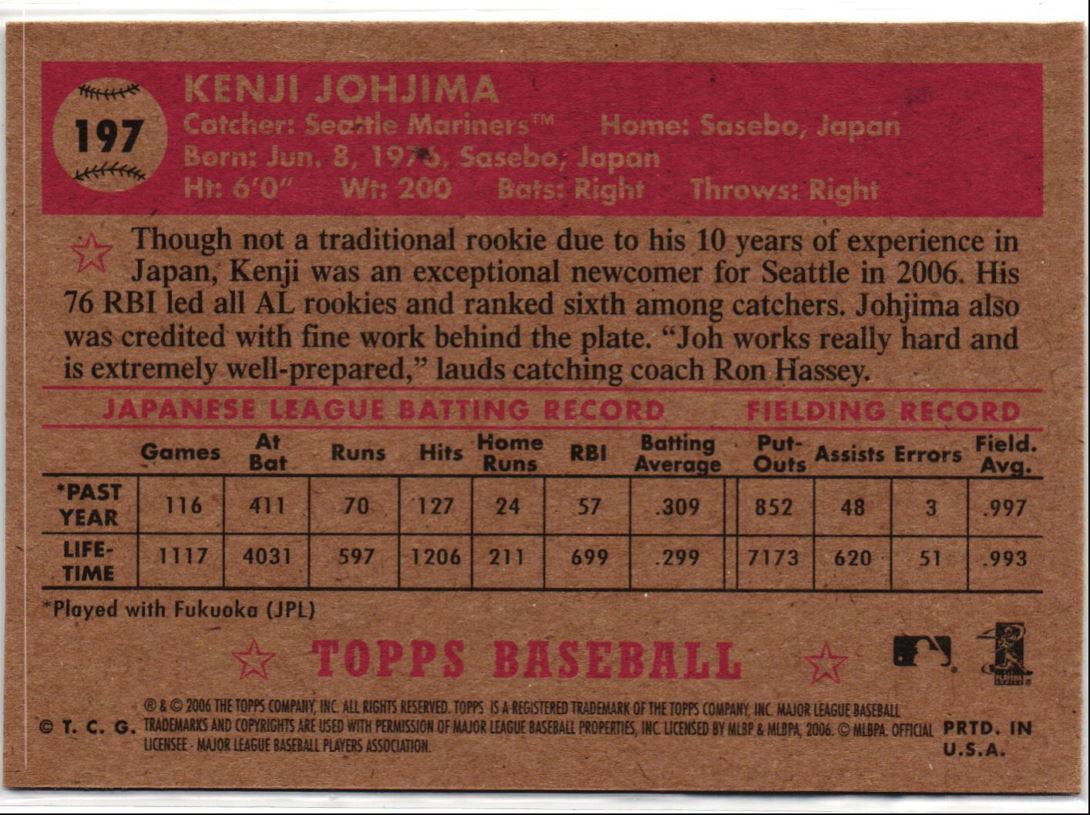 197
KENJI JOHJIMA
Catcher: Seattle Mariners™ Home: Sasebo, Japan
Born: Jun. 8, 1976, Sasebo, Japan
Ht: 6'0" Wt: 200 Bats: Right Throws: Right
Though not a traditional rookie due to his 10 years of experience in
Japan, Kenji was an exceptional newcomer for Seattle in 2006. His
76 RBI led all AL rookies and ranked sixth among catchers. Johjima also
was credited with fine work behind the plate. “Joh works really hard and
is extremely well-prepared,” lauds catching coach Ron Hassey.
JAPANESE LEAGUE BATTING RECORD FIELDING RECORD
Games At Bat Runs Hits Home Runs RBI Batting Average Put-Outs Assists Errors Field. Avg.
*PAST YEAR 116 411 70 127 24 57 .309 852 48 3 .997
LIFE-TIME 1117 4031 597 1206 211 699 .299 7173 620 51 .993
*Played with Fukuoka (JPL)
TOPPS BASEBALL
® & © 2006 THE TOPPS COMPANY, INC. ALL RIGHTS RESERVED. TOPPS IS A REGISTERED TRADEMARK OF THE TOPPS COMPANY, INC. MAJOR LEAGUE BASEBALL
© T. C. G. TRADEMARKS AND COPYRIGHTS ARE USED WITH PERMISSION OF MAJOR LEAGUE BASEBALL PROPERTIES, INC. LICENSED BY MLBP & MLBPA, 2006. © MLBPA. OFFICIAL PRTD. IN
LICENSEE - MAJOR LEAGUE BASEBALL PLAYERS ASSOCIATION. U.S.A.